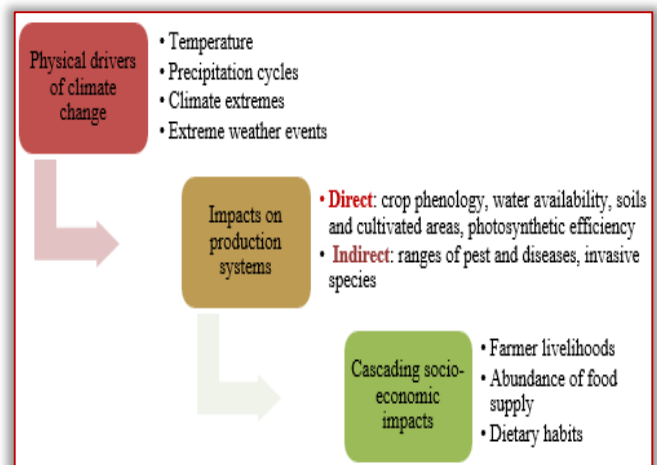 Physical drivers
of climate
change
• Temperature
• Precipitation cycles
• Climate extremes
• Extreme weather events
Impacts on
production
systems
• Direct: crop phenology, water availability, soils
and cultivated areas, photosynthetic efficiency
• Indirect: ranges of pest and diseases, invasive
species
Cascading socio-
economic
impacts
• Farmer livelihoods
• Abundance of food
supply
• Dietary habits